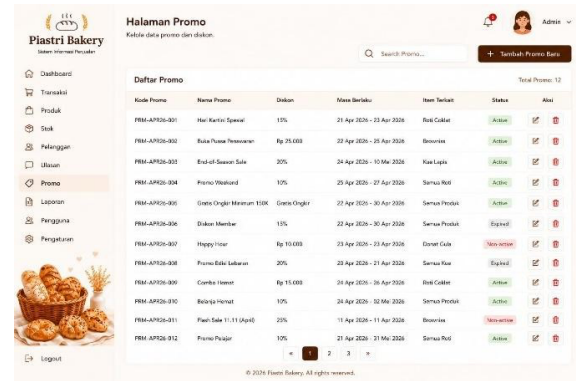 Piastri Bakery
Sistem Informasi Penjualan
Dashboard
Transaksi
Produk
Stok
Pelanggan
Ulasan
Promo
Laporan
Pengguna
Pengaturan
Logout
Halaman Promo
Kelola data promo dan diskon.
Admin
Search Promo...
+ Tambah Promo Baru
Daftar Promo
Total Promo: 12
Kode Promo Nama Promo Diskon Masa Berlaku Item Terkait Status Aksi
PRM-APR26-001 Hari Kartini Spesial 15% 21 Apr 2026 - 23 Apr 2026 Roti Coklat Active
PRM-APR26-002 Buka Puasa Penawaran Rp 25.000 22 Apr 2026 - 25 Apr 2026 Brownies Active
PRM-APR26-003 End-of-Season Sale 20% 24 Apr 2026 - 10 Mei 2026 Kue Lapis Active
PRM-APR26-004 Promo Weekend 10% 25 Apr 2026 - 27 Apr 2026 Semua Roti Active
PRM-APR26-005 Gratis Ongkir Minimum 150K Gratis Ongkir 22 Apr 2026 - 30 Apr 2026 Semua Produk Active
PRM-APR26-006 Diskon Member 15% 22 Apr 2026 - 30 Apr 2026 Semua Produk Expired
PRM-APR26-007 Happy Hour Rp 10.000 23 Apr 2026 - 23 Apr 2026 Donat Gula Non-active
PRM-APR26-008 Promo Edisi Lebaran 20% 20 Apr 2026 - 21 Apr 2026 Semua Kue Expired
PRM-APR26-009 Combo Hemat Rp 15.000 24 Apr 2026 - 26 Apr 2026 Roti Coklat Active
PRM-APR26-010 Belanja Hemat 10% 24 Apr 2026 - 02 Mei 2026 Semua Produk Active
PRM-APR26-011 Flash Sale 11.11 (April) 25% 11 Apr 2026 - 11 Apr 2026 Brownies Non-active
PRM-APR26-012 Promo Pelajar 10% 21 Apr 2026 - 31 Mei 2026 Semua Roti Active
« 1 2 3 »
© 2026 Piastri Bakery. All rights reserved.